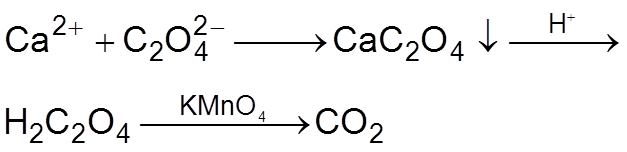 Ca²⁺ + C₂O₄²⁻ ⟶ CaC₂O₄ ↓ —H⁺→
H₂C₂O₄ —KMnO₄→ CO₂